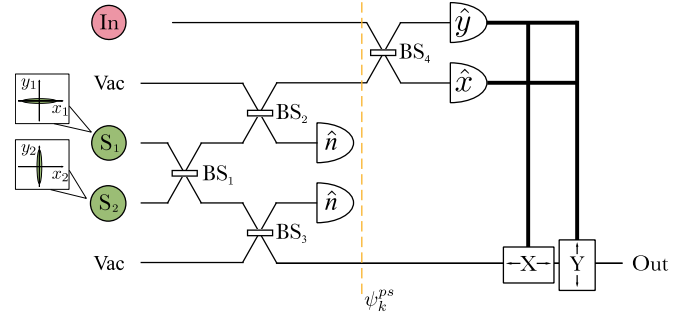 In
ŷ
BS₄
Vac
x̂
y₁
x₁
BS₂
S₁
n̂
y₂
x₂
BS₁
S₂
n̂
BS₃
Vac
X
Y
Out
ψₖᵖˢ